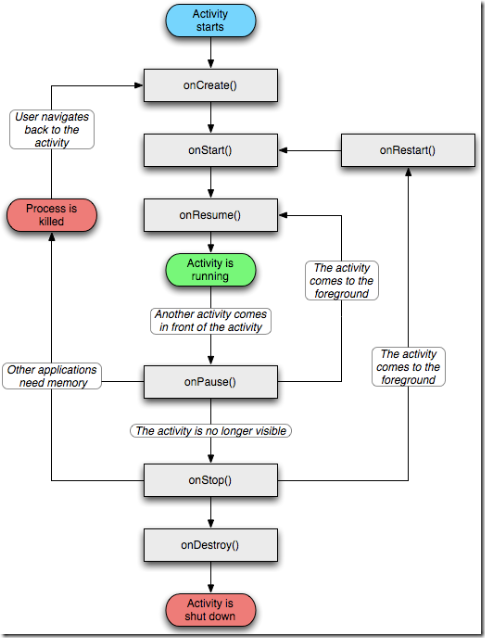 Activity
starts
onCreate()
User navigates
back to the
activity
onStart()
onRestart()
Process is
killed
onResume()
Activity is
running
The activity
comes to the
foreground
Another activity comes
in front of the activity
Other applications
need memory
onPause()
The activity
comes to the
foreground
The activity is no longer visible
onStop()
onDestroy()
Activity is
shut down